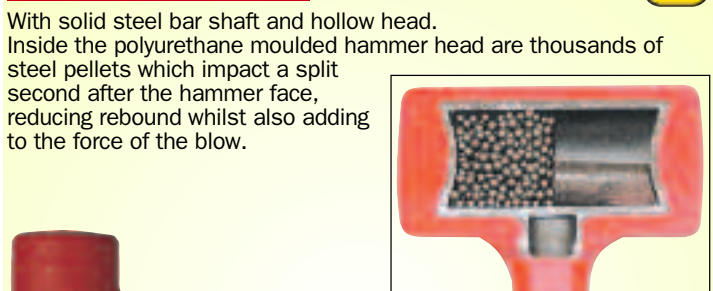 With solid steel bar shaft and hollow head.
Inside the polyurethane moulded hammer head are thousands of
steel pellets which impact a split
second after the hammer face,
reducing rebound whilst also adding
to the force of the blow.